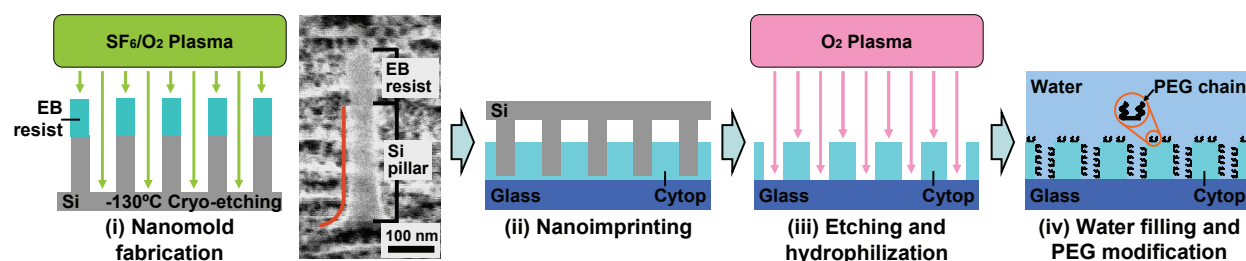 SF6/O2 Plasma
EB
resist
Si
-130ºC Cryo-etching
(i) Nanomold
fabrication
EB
resist
Si
pillar
100 nm
Si
Glass
Cytop
(ii) Nanoimprinting
O2 Plasma
Glass
Cytop
(iii) Etching and
hydrophilization
Water
PEG chain
Glass
Cytop
(iv) Water filling and
PEG modification